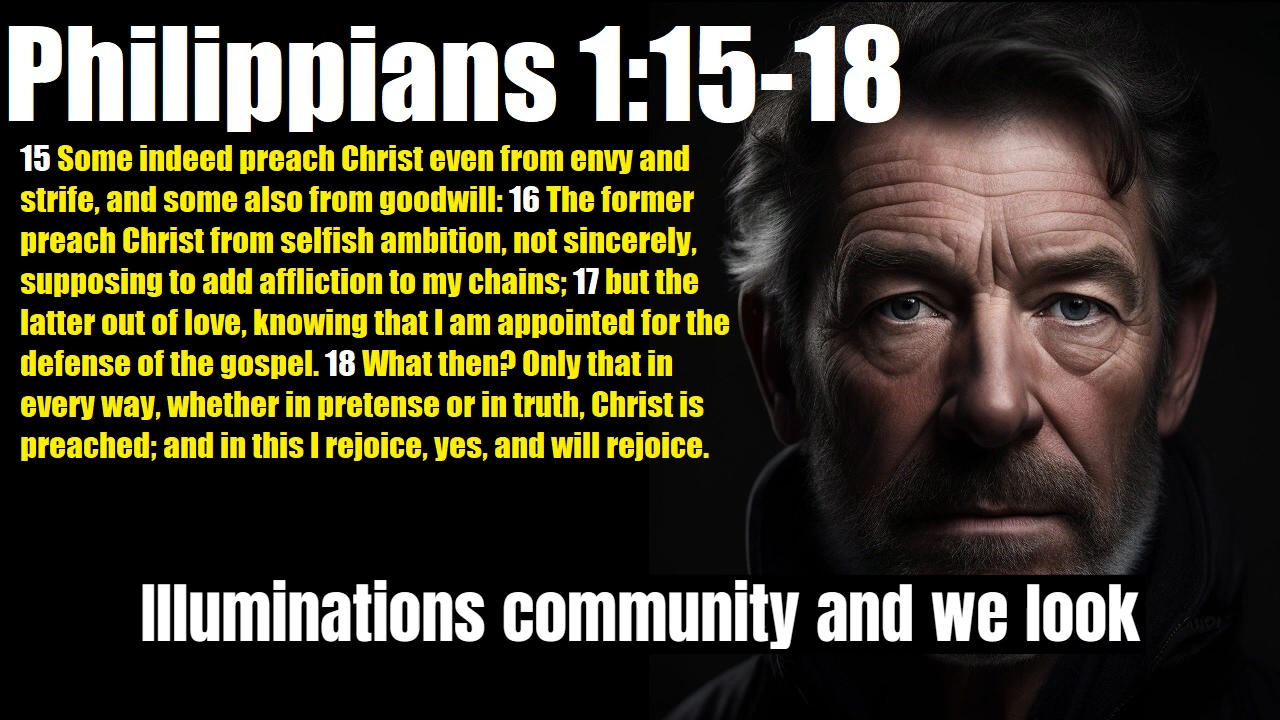 Philippians 1:15-18
15 Some indeed preach Christ even from envy and
strife, and some also from goodwill: 16 The former
preach Christ from selfish ambition, not sincerely,
supposing to add affliction to my chains; 17 but the
latter out of love, knowing that I am appointed for the
defense of the gospel. 18 What then? Only that in
every way, whether in pretense or in truth, Christ is
preached; and in this I rejoice, yes, and will rejoice.
Illuminations community and we look